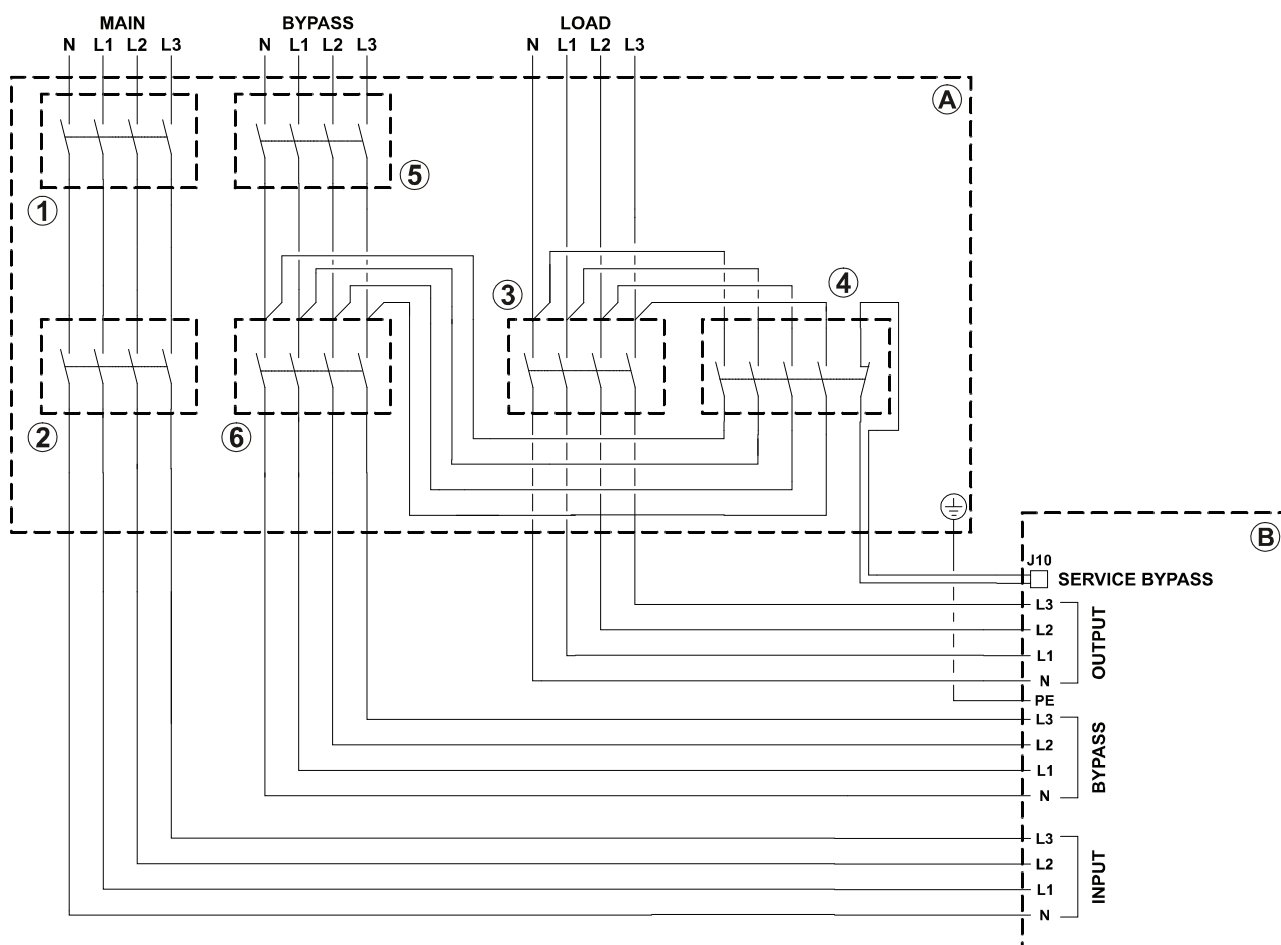 MAIN
BYPASS
LOAD
N L1 L2 L3
N L1 L2 L3
N L1 L2 L3
A
1
5
3
4
2
6
B
J10
SERVICE BYPASS
L3
L2
L1
N
OUTPUT
PE
L3
L2
L1
N
BYPASS
L3
L2
L1
N
INPUT